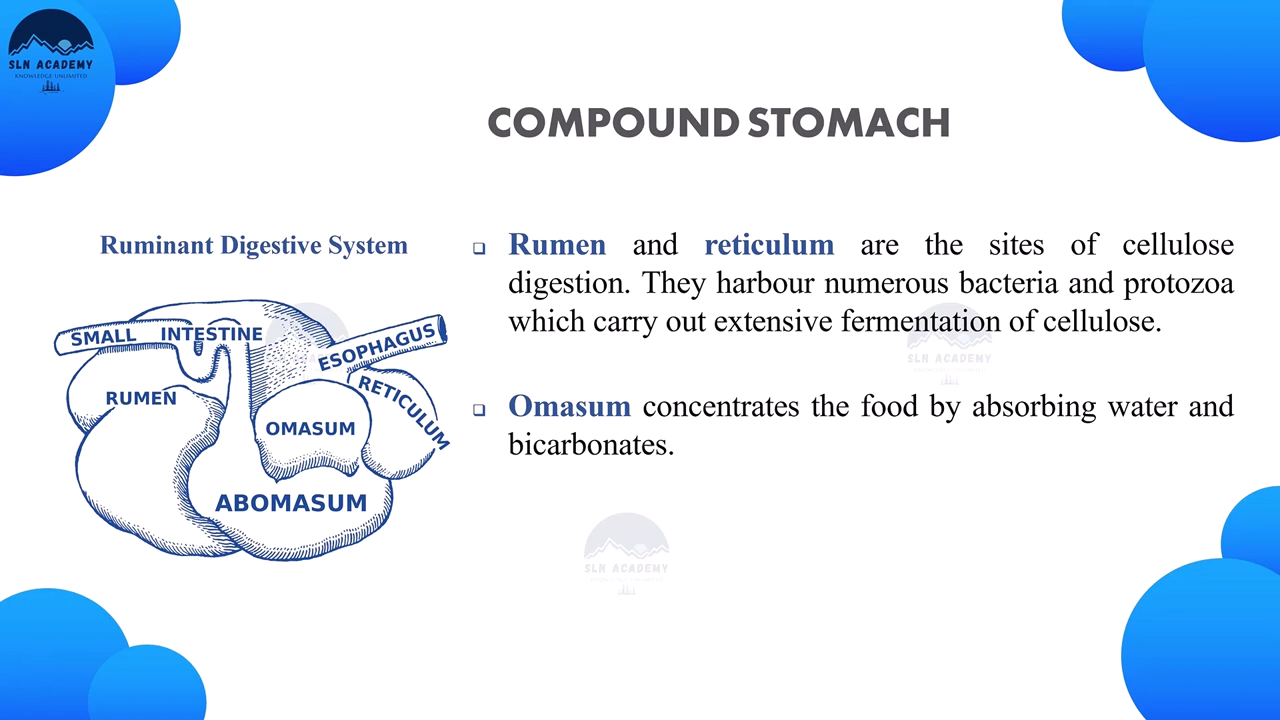 SLN ACADEMY
KNOWLEDGE UNLIMITED
COMPOUND STOMACH
Ruminant Digestive System
SMALL INTESTINE
ESOPHAGUS
RUMEN
RETICULUM
OMASUM
ABOMASUM
❑ Rumen and reticulum are the sites of cellulose
digestion. They harbour numerous bacteria and protozoa
which carry out extensive fermentation of cellulose.
❑ Omasum concentrates the food by absorbing water and
bicarbonates.
SLN ACADEMY
SLN ACADEMY